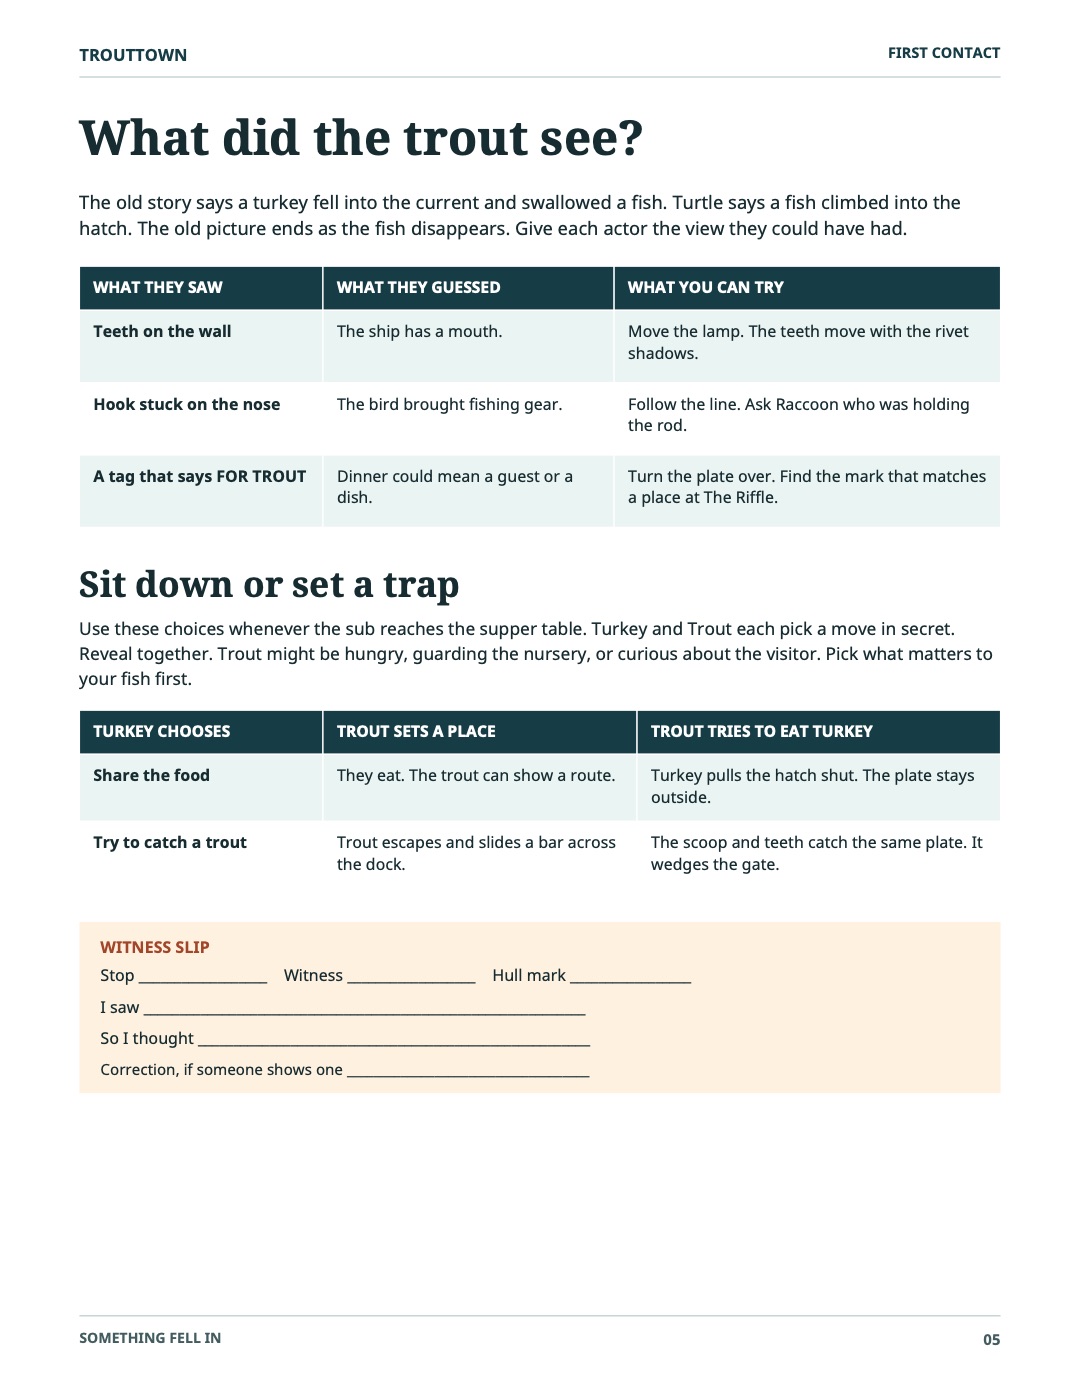 TROUTTOWN
FIRST CONTACT
What did the trout see?
The old story says a turkey fell into the current and swallowed a fish. Turtle says a fish climbed into the
hatch. The old picture ends as the fish disappears. Give each actor the view they could have had.
WHAT THEY SAW
WHAT THEY GUESSED
WHAT YOU CAN TRY
Teeth on the wall
The ship has a mouth.
Move the lamp. The teeth move with the rivet
shadows.
Hook stuck on the nose
The bird brought fishing gear.
Follow the line. Ask Raccoon who was holding
the rod.
A tag that says FOR TROUT
Dinner could mean a guest or a
dish.
Turn the plate over. Find the mark that matches
a place at The Riffle.
Sit down or set a trap
Use these choices whenever the sub reaches the supper table. Turkey and Trout each pick a move in secret.
Reveal together. Trout might be hungry, guarding the nursery, or curious about the visitor. Pick what matters to
your fish first.
TURKEY CHOOSES
TROUT SETS A PLACE
TROUT TRIES TO EAT TURKEY
Share the food
They eat. The trout can show a route.
Turkey pulls the hatch shut. The plate stays
outside.
Try to catch a trout
Trout escapes and slides a bar across
the dock.
The scoop and teeth catch the same plate. It
wedges the gate.
WITNESS SLIP
Stop ________________ Witness ________________ Hull mark _______________
I saw _______________________________________________________
So I thought _________________________________________________
Correction, if someone shows one ______________________________
SOMETHING FELL IN
05